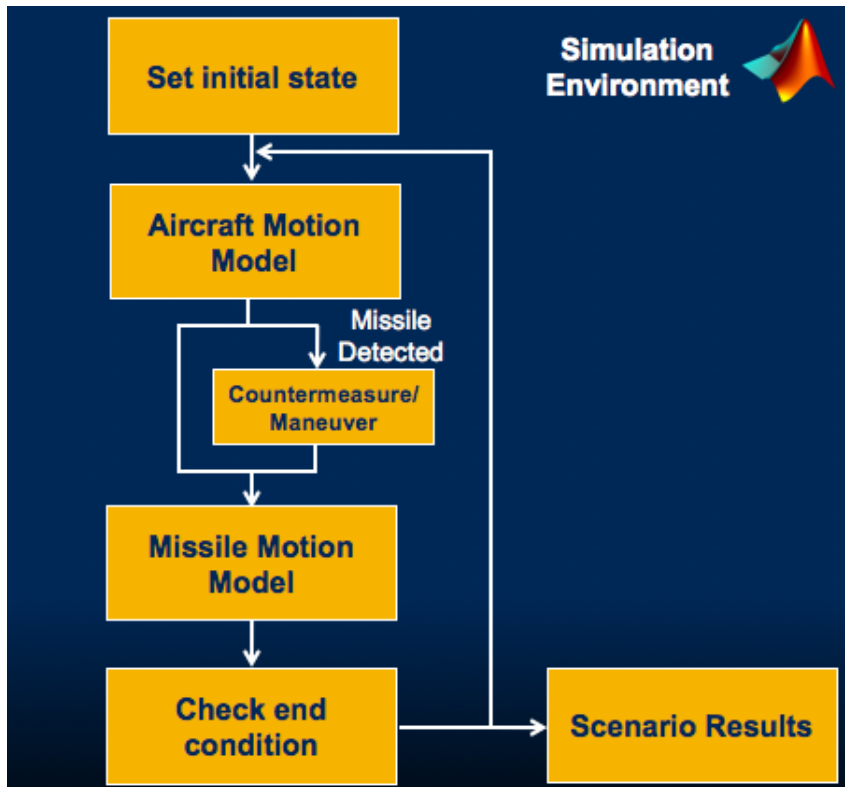 Simulation
Environment
Set initial state
Aircraft Motion
Model
Missile
Detected
Countermeasure/
Maneuver
Missile Motion
Model
Check end
condition
Scenario Results